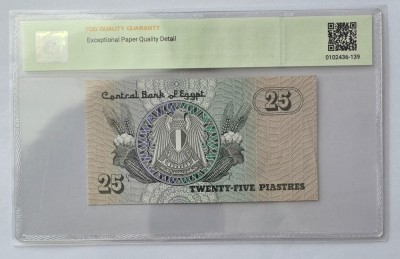 TQG QUALITY GUARANTY
Exceptional Paper Quality Detail
0102436-139
Central Bank of Egypt
25
25
TWENTY-FIVE PIASTRES